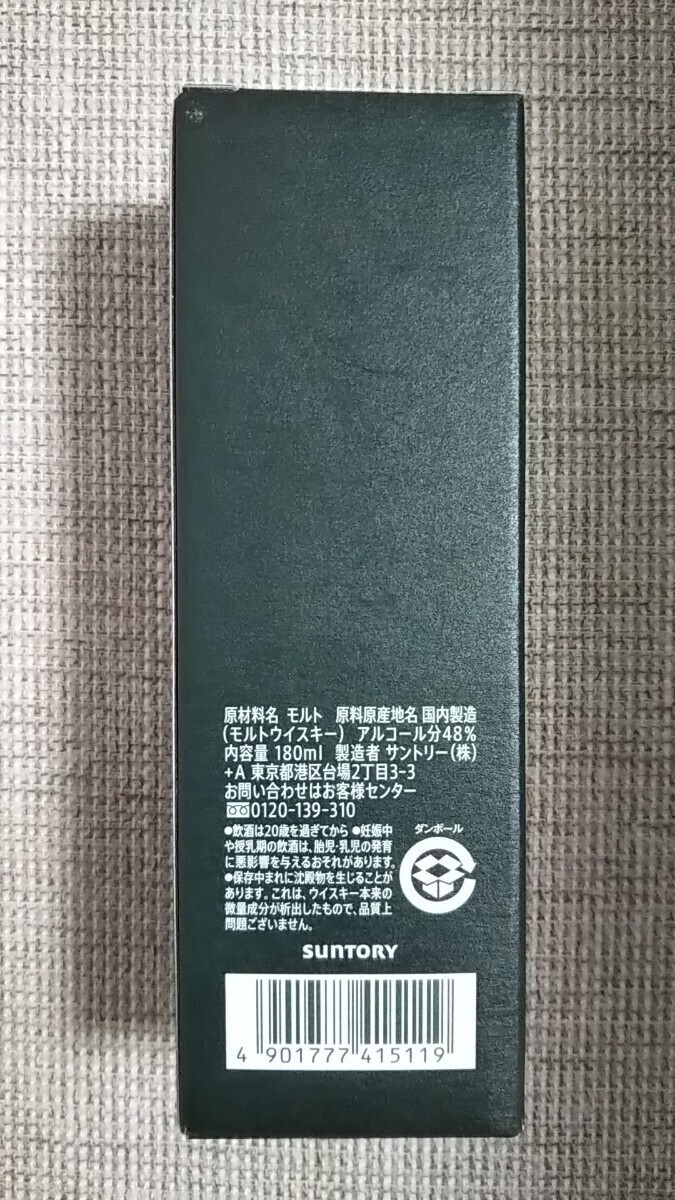 原材料名 モルト 原料原産地名 国内製造
(モルトウイスキー) アルコール分48%
内容量 180ml 製造者 サントリー(株)
+A 東京都港区台場2丁目3-3
お問い合わせはお客様センター
0120-139-310
●飲酒は20歳を過ぎてから ●妊娠中
や授乳期の飲酒は、胎児・乳児の発育
に悪影響を与えるおそれがあります。
●保存中まれに沈殿物を生じることが
あります。これは、ウイスキー本来の
微量成分が析出したもので、品質上
問題ございません。
ダンボール
SUNTORY
4 901777 415119